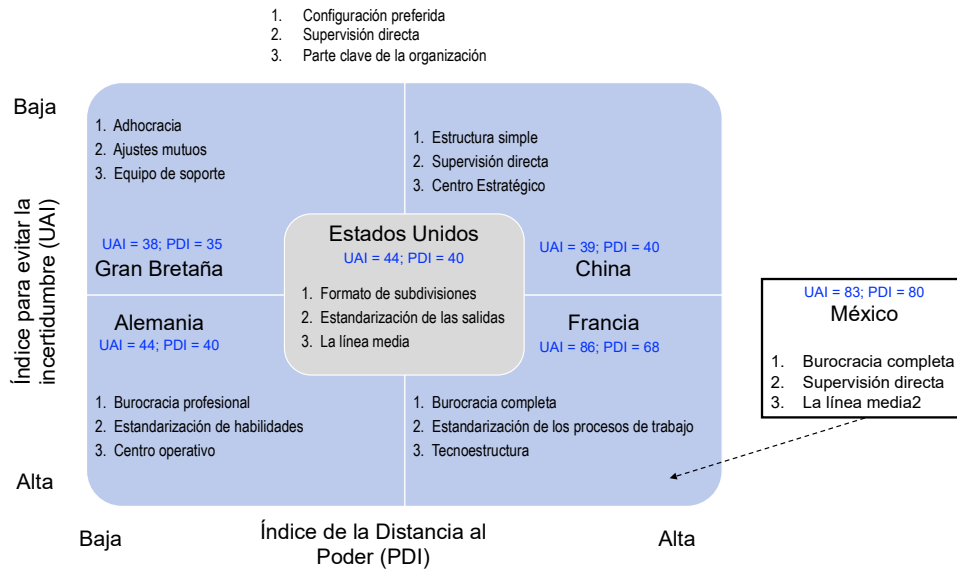 1. Configuración preferida
2. Supervisión directa
3. Parte clave de la organización
Baja
Índice para evitar la
incertidumbre (UAI)
Alta
1. Adhocracia
2. Ajustes mutuos
3. Equipo de soporte
UAI = 38; PDI = 35
Gran Bretaña
1. Estructura simple
2. Supervisión directa
3. Centro Estratégico
UAI = 39; PDI = 40
China
Estados Unidos
UAI = 44; PDI = 40
1. Formato de subdivisiones
2. Estandarización de las salidas
3. La línea media
Alemania
UAI = 44; PDI = 40
1. Burocracia profesional
2. Estandarización de habilidades
3. Centro operativo
Francia
UAI = 86; PDI = 68
1. Burocracia completa
2. Estandarización de los procesos de trabajo
3. Tecnoestructura
UAI = 83; PDI = 80
México
1. Burocracia completa
2. Supervisión directa
3. La línea media2
Baja
Índice de la Distancia al
Poder (PDI)
Alta